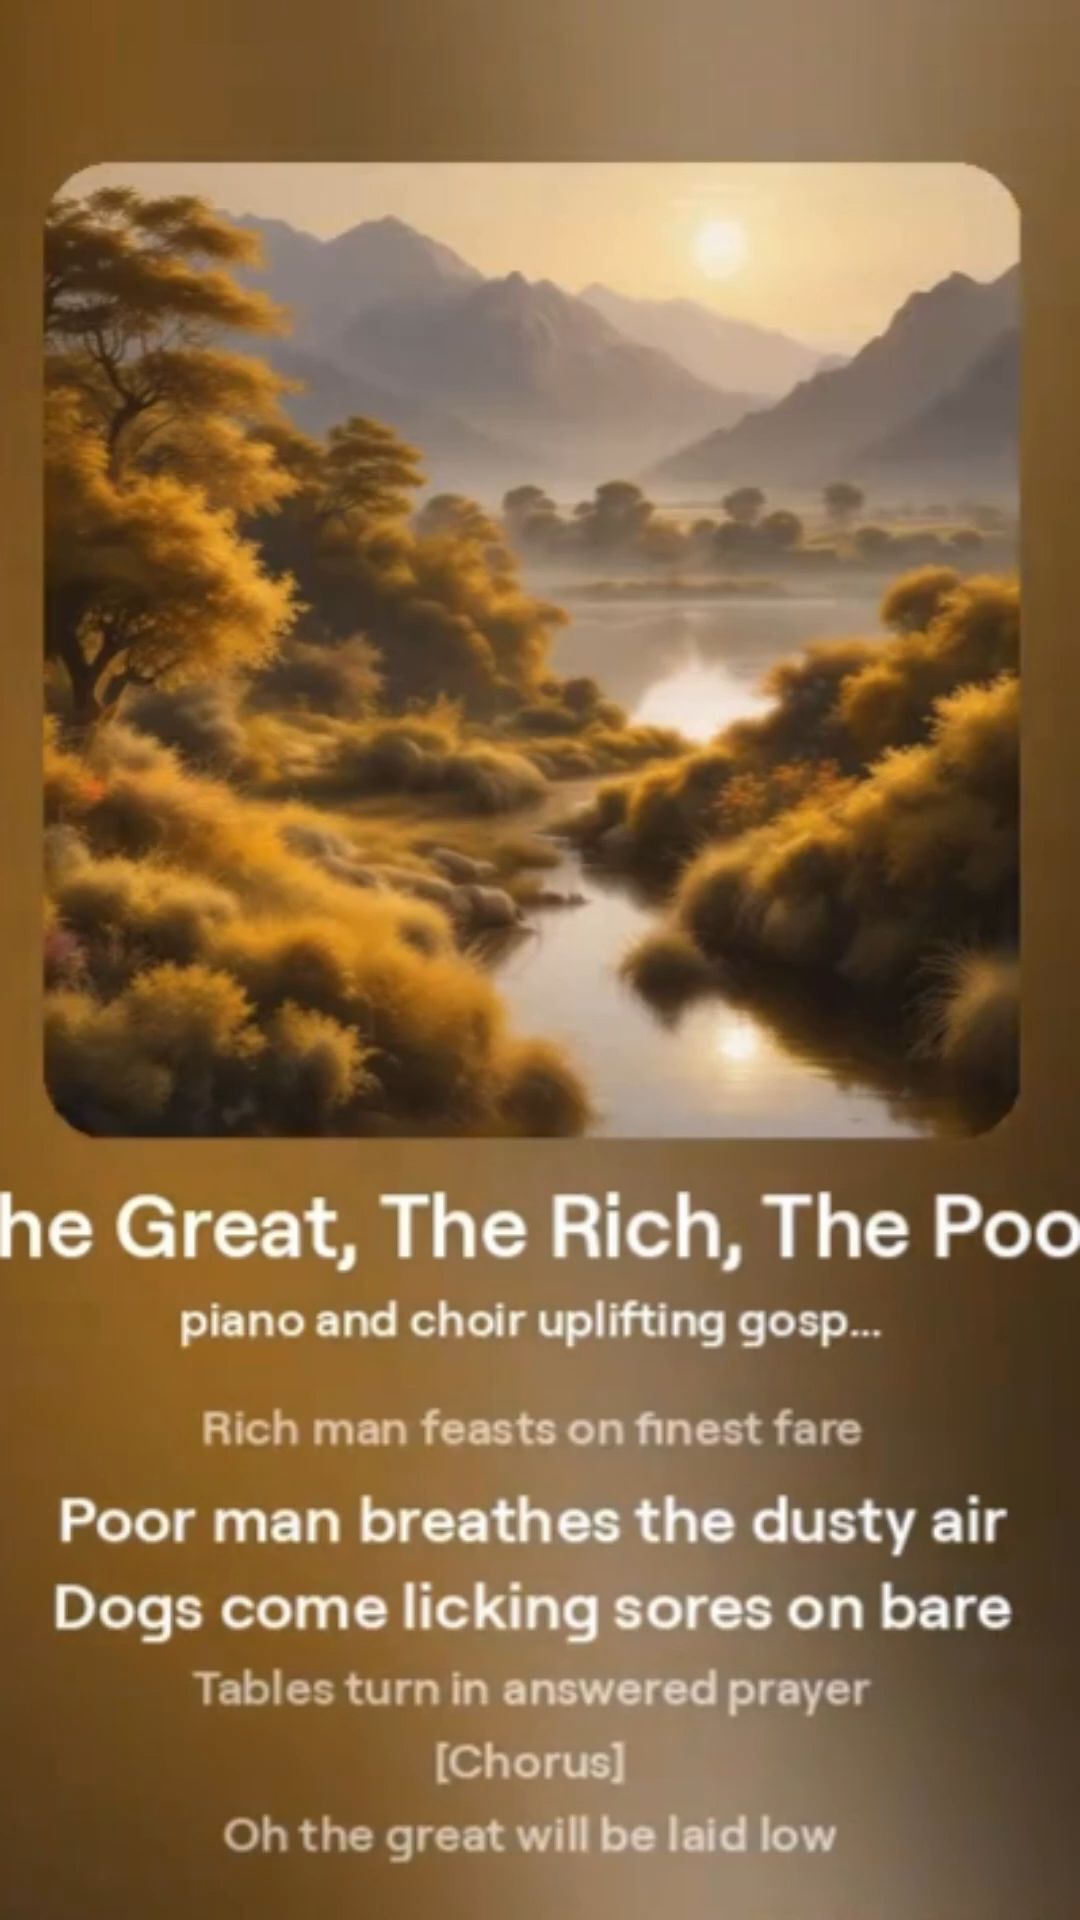 he Great, The Rich, The Poo
piano and choir uplifting gosp...
Rich man feasts on finest fare
Poor man breathes the dusty air
Dogs come licking sores on bare
Tables turn in answered prayer
[Chorus]
Oh the great will be laid low